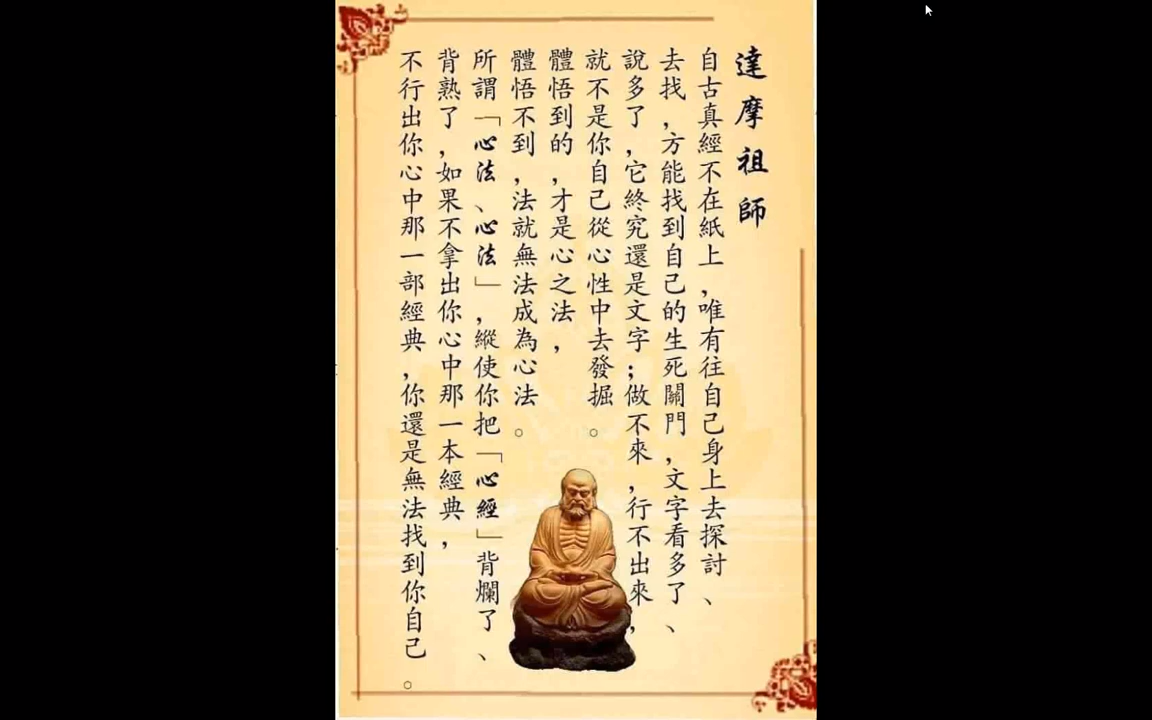 達摩祖師
自古真經不在紙上，唯有往自己身上去探討、
去找，方能找到自己的生死關門，文字看多了、
說多了，它終究還是文字；做不來，行不出來，
就不是你自己從心性中去發掘。
體悟到的，才是心之法，
體悟不到，法就無法成為心法。
所謂「心法、心法」，縱使你把「心經」背爛了、
背熟了，如果不拿出你心中那一本經典，
不行出你心中那一部經典，你還是無法找到你自己。